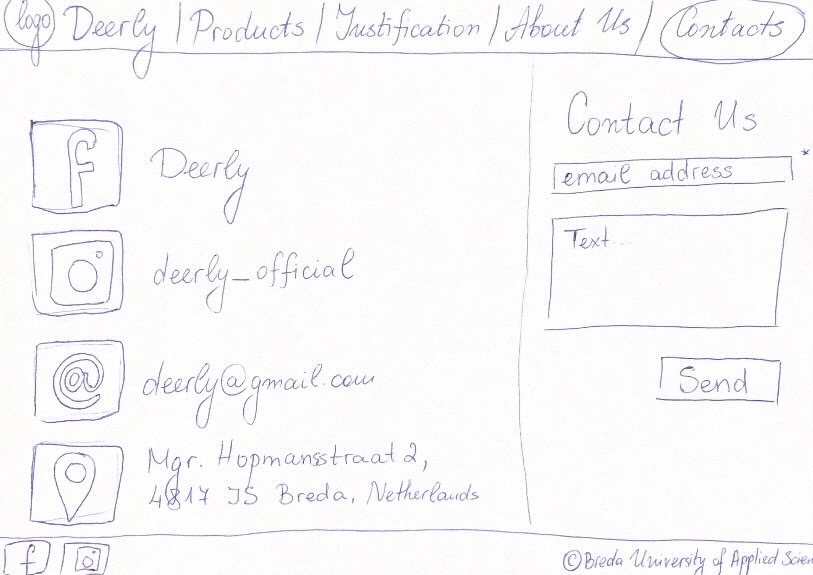 logo Deerly | Products | Justification | About Us | Contacts
Contact Us
email address *
Text...
Send
f Deerly
deerly_official
@ deerly@gmail.com
Mgr. Hopmansstraat 2,
4817 JS Breda, Netherlands
f
©Breda University of Applied Scien